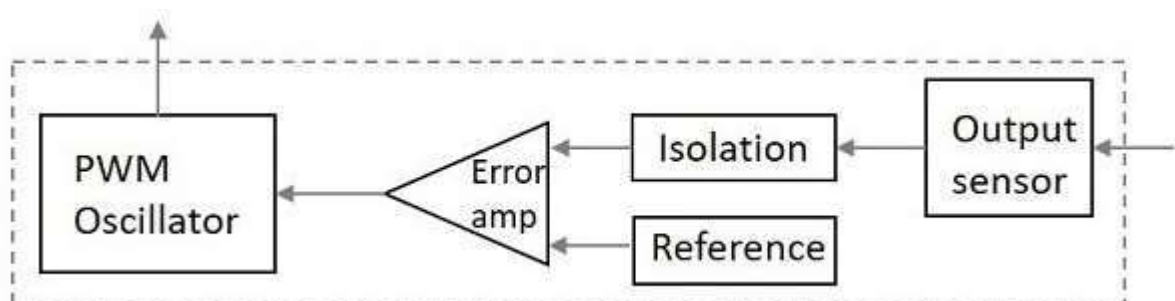 PWM
Oscillator
Error
amp
Isolation
Reference
Output
sensor